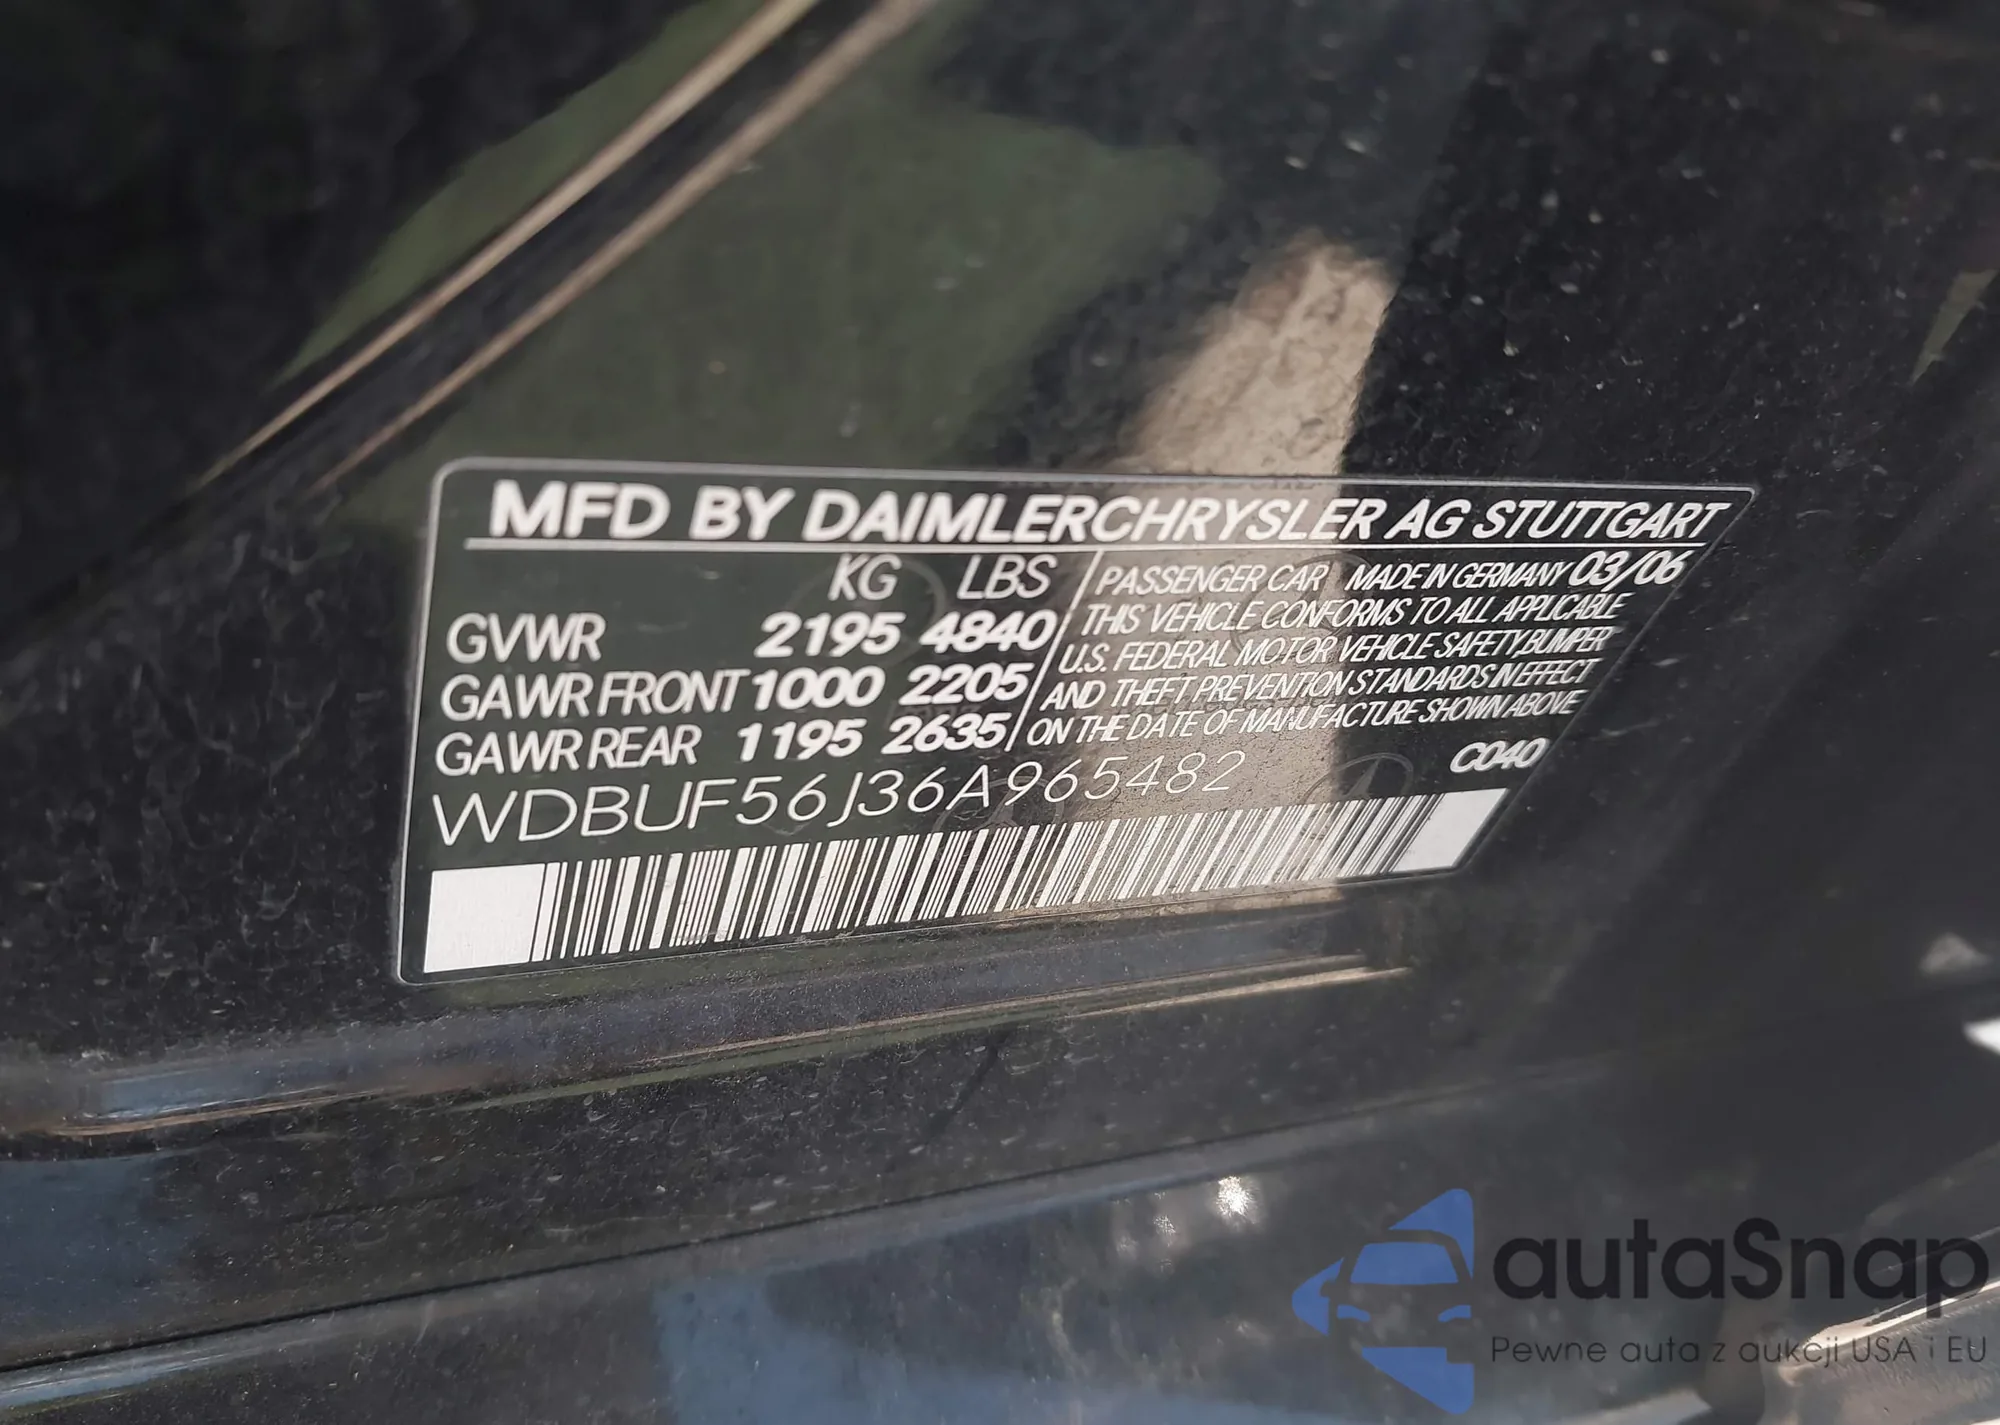 MFD BY DAIMLERCHRYSLER AG STUTTGART
KG LBS
GVWR 2195 4840
GAWR FRONT 1000 2205
GAWR REAR 1195 2635
PASSENGER CAR MADE IN GERMANY 03/06
THIS VEHICLE CONFORMS TO ALL APPLICABLE
U.S. FEDERAL MOTOR VEHICLE SAFETY,BUMPER
AND THEFT PREVENTION STANDARDS IN EFFECT
ON THE DATE OF MANUFACTURE SHOWN ABOVE
C040
WDBUF56J36A965482
autaSnap
Pewne auta z aukcji USA i EU